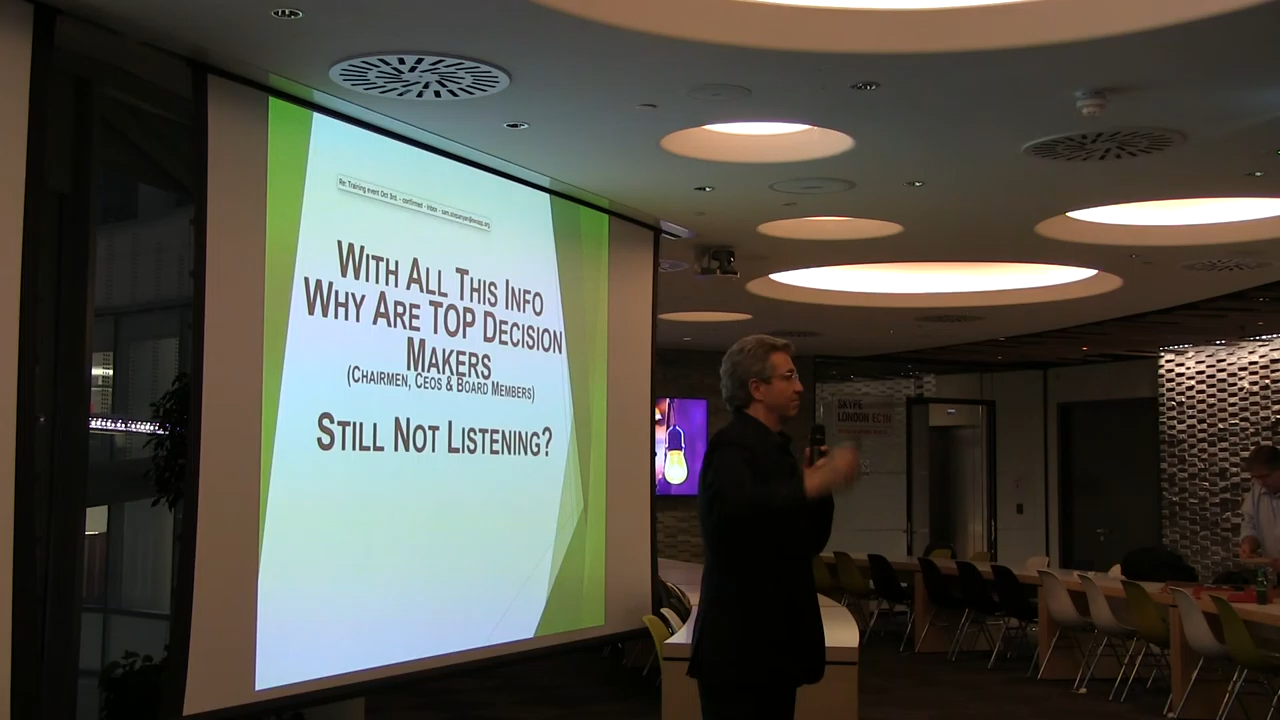 Re: Training event Oct 3rd. - confirmed - Inbox -
WITH ALL THIS INFO
WHY ARE TOP DECISION
MAKERS
(CHAIRMEN, CEOS & BOARD MEMBERS)
STILL NOT LISTENING?
SKYPE
LONDON EC1N